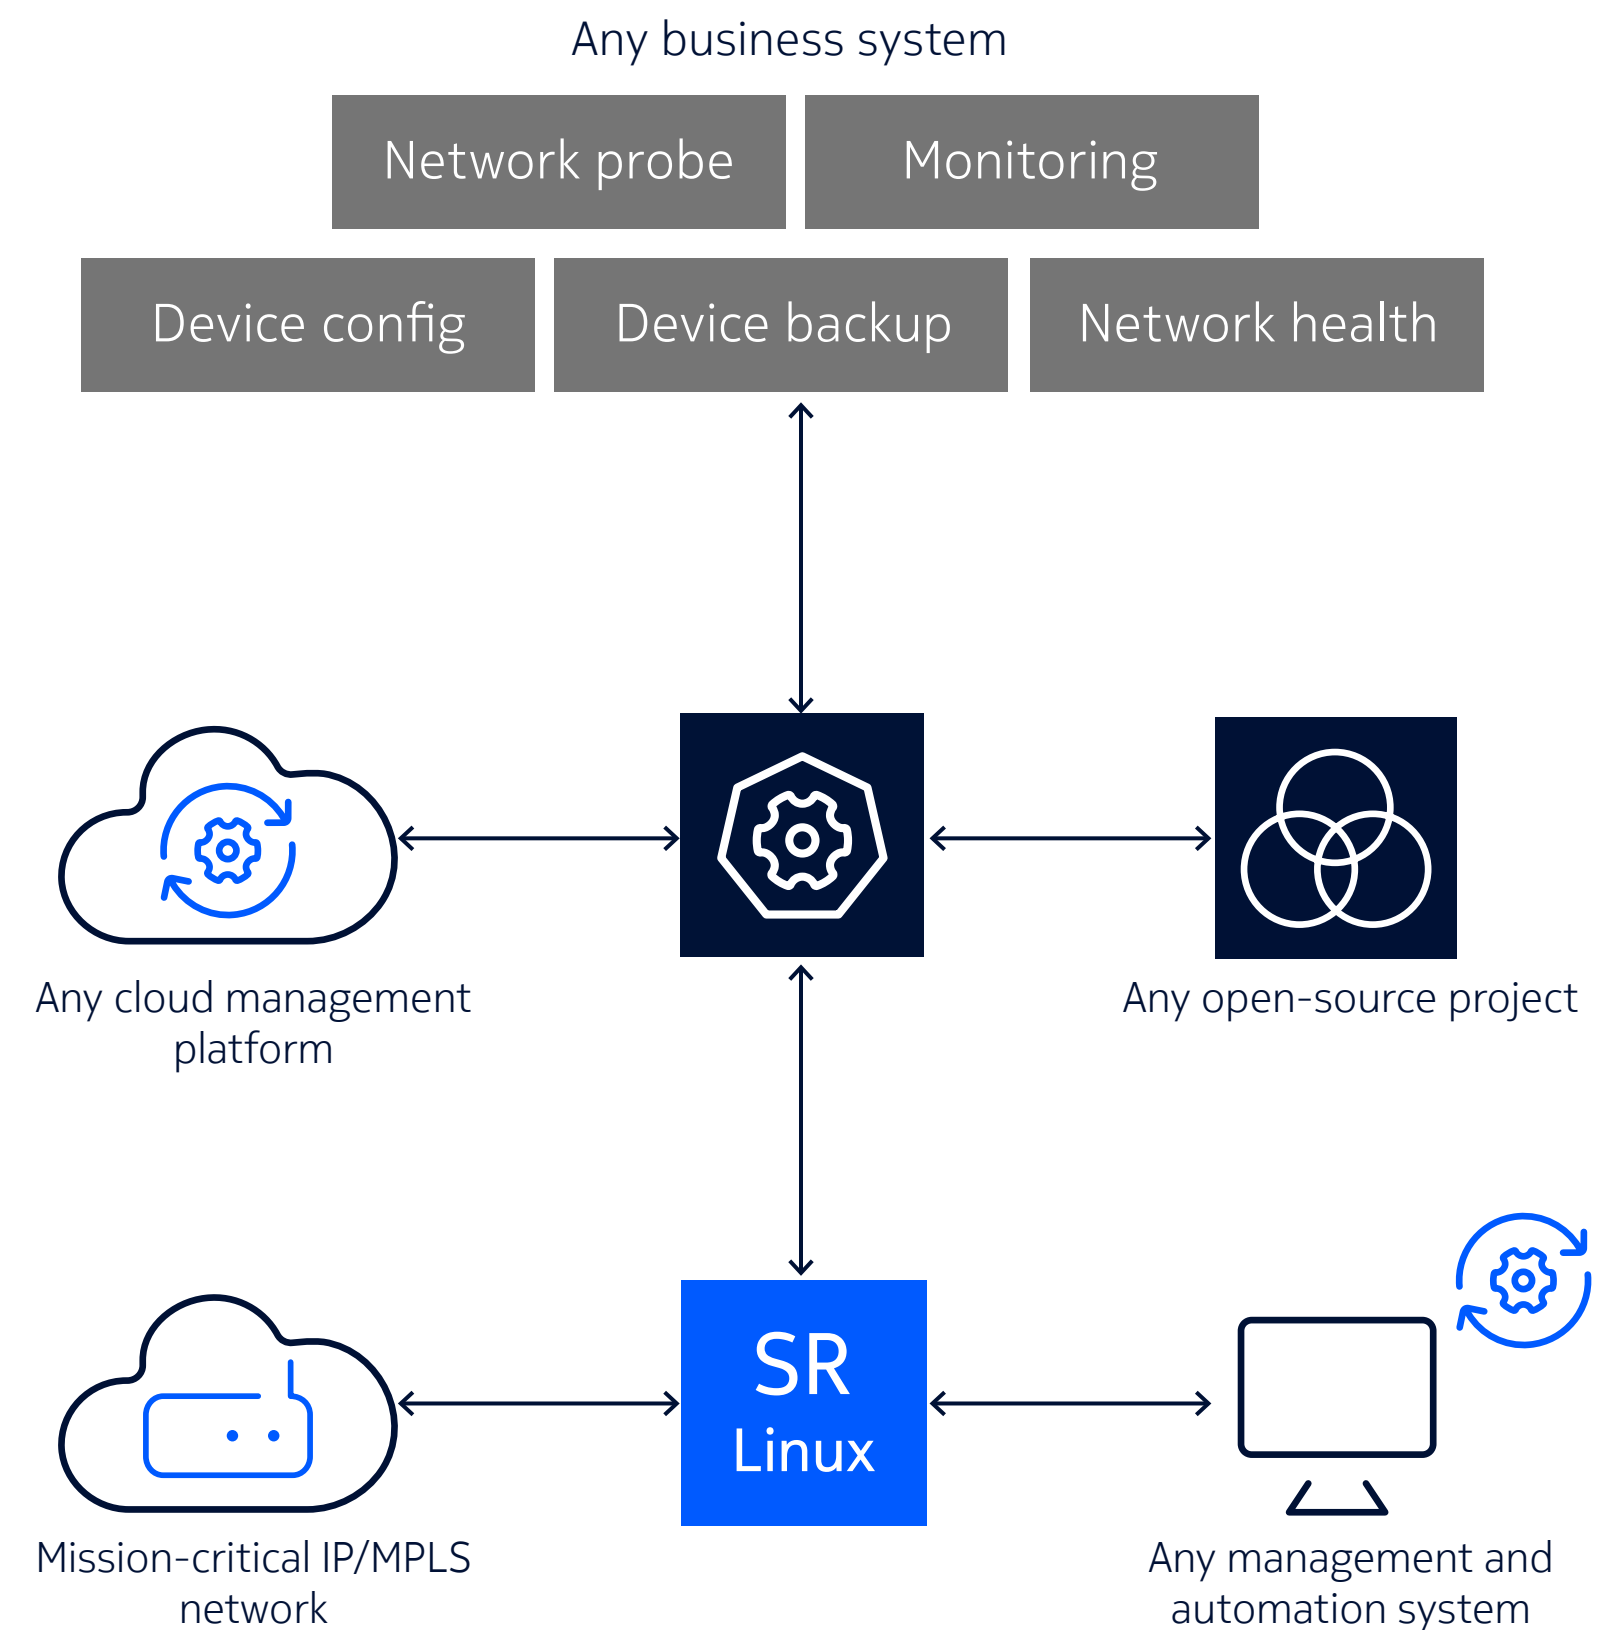 Any business system
Network probe
Monitoring
Device config
Device backup
Network health
Any cloud management
platform
Any open-source project
SR
Linux
Mission-critical IP/MPLS
network
Any management and
automation system